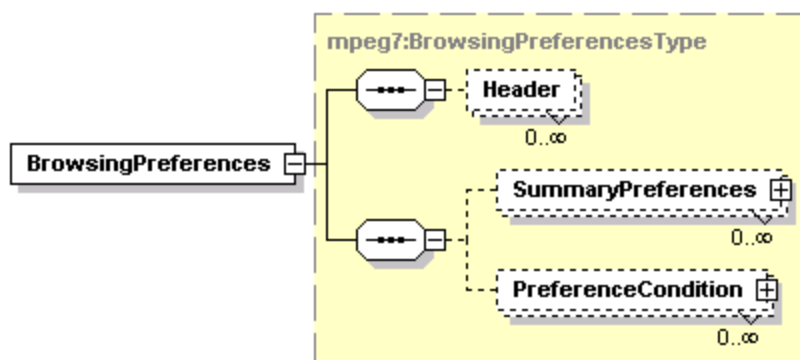 mpeg7:BrowsingPreferencesType
Header
0..∞
BrowsingPreferences
SummaryPreferences
0..∞
PreferenceCondition
0..∞